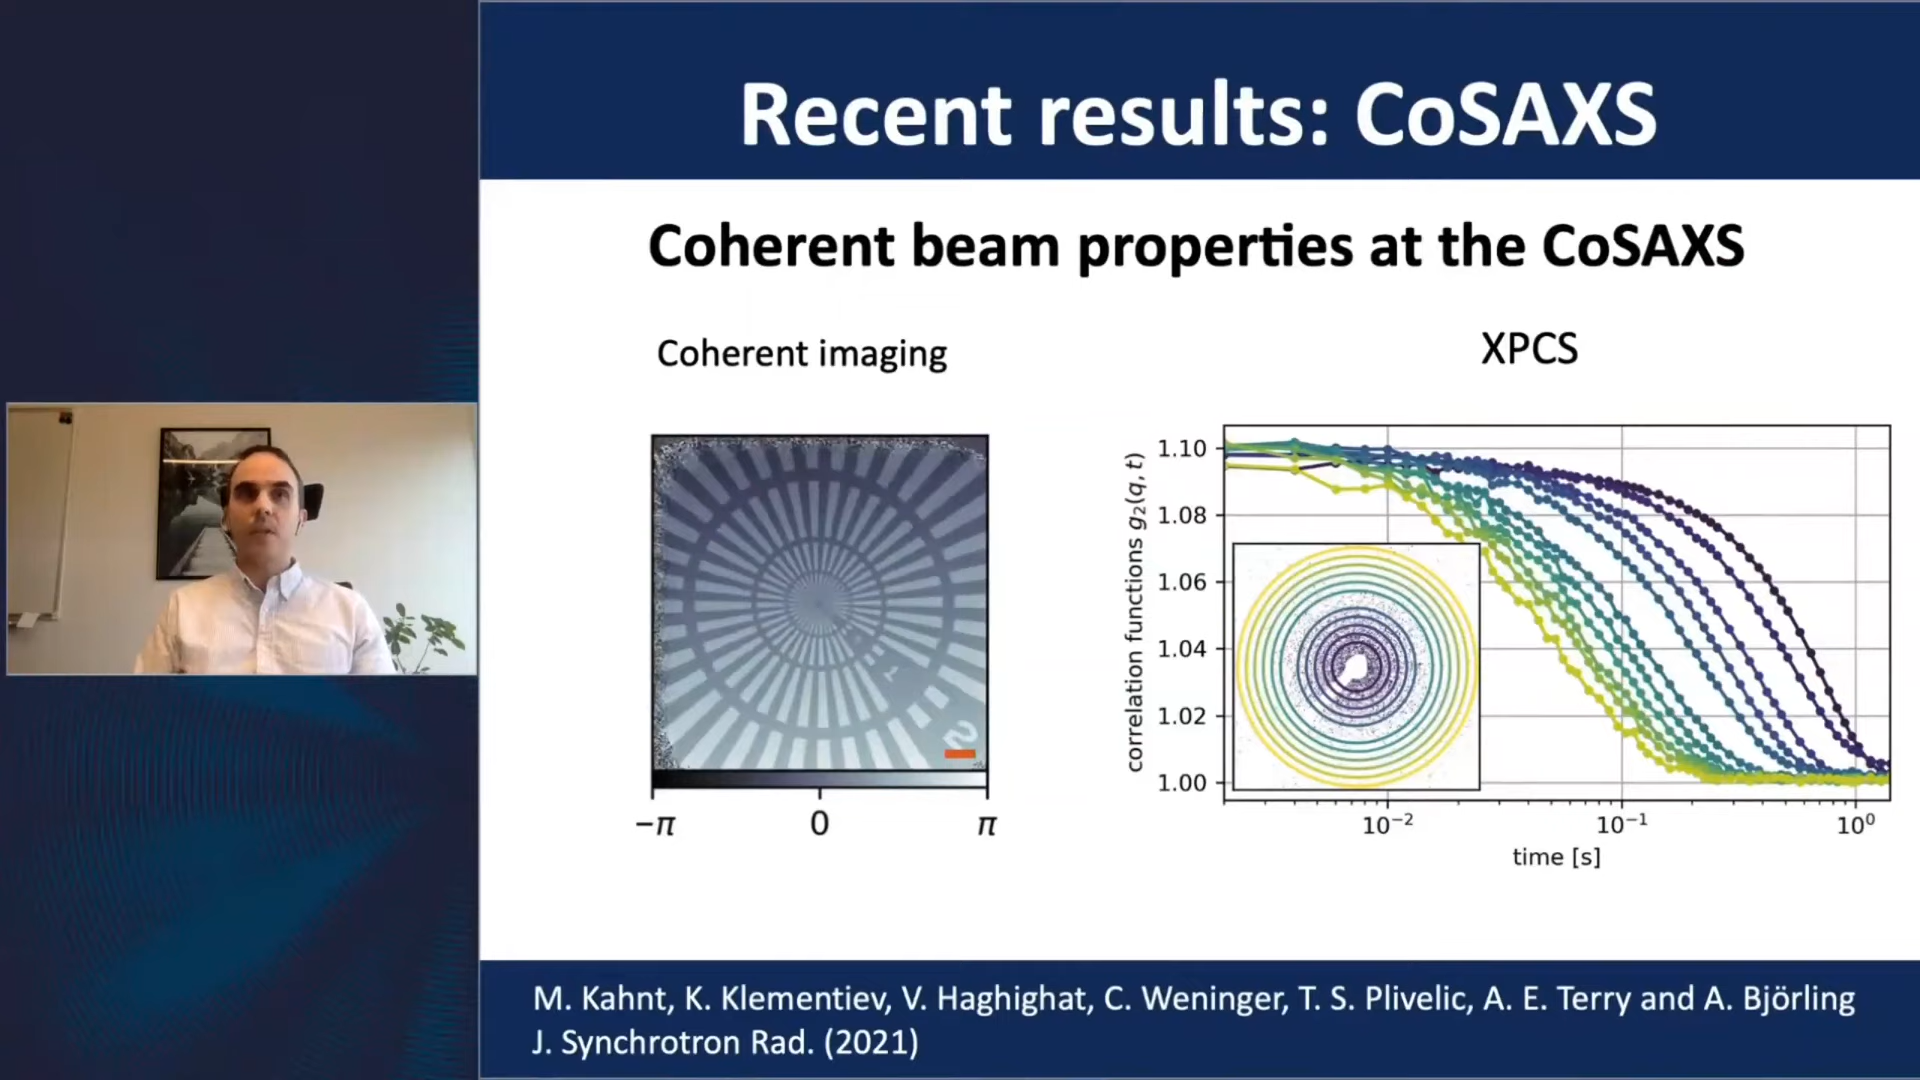 Recent results: CoSAXS
Coherent beam properties at the CoSAXS
Coherent imaging
XPCS
1
2
−π 0 π
correlation functions g₂(q, t)
1.10
1.08
1.06
1.04
1.02
1.00
10⁻² 10⁻¹ 10⁰
time [s]
M. Kahnt, K. Klementiev, V. Haghighat, C. Weninger, T. S. Plivelic, A. E. Terry and A. Björling
J. Synchrotron Rad. (2021)